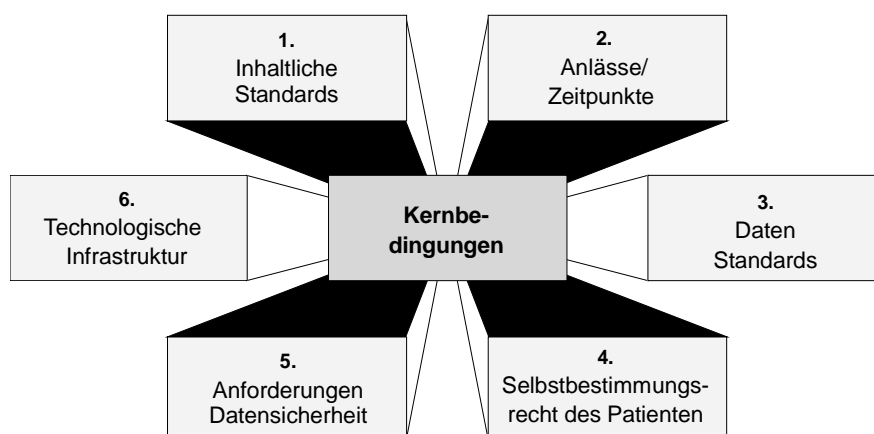 1.
Inhaltliche
Standards
2.
Anlässe/
Zeitpunkte
6.
Technologische
Infrastruktur
Kernbe-
dingungen
3.
Daten
Standards
5.
Anforderungen
Datensicherheit
4.
Selbstbestimmungs-
recht des Patienten